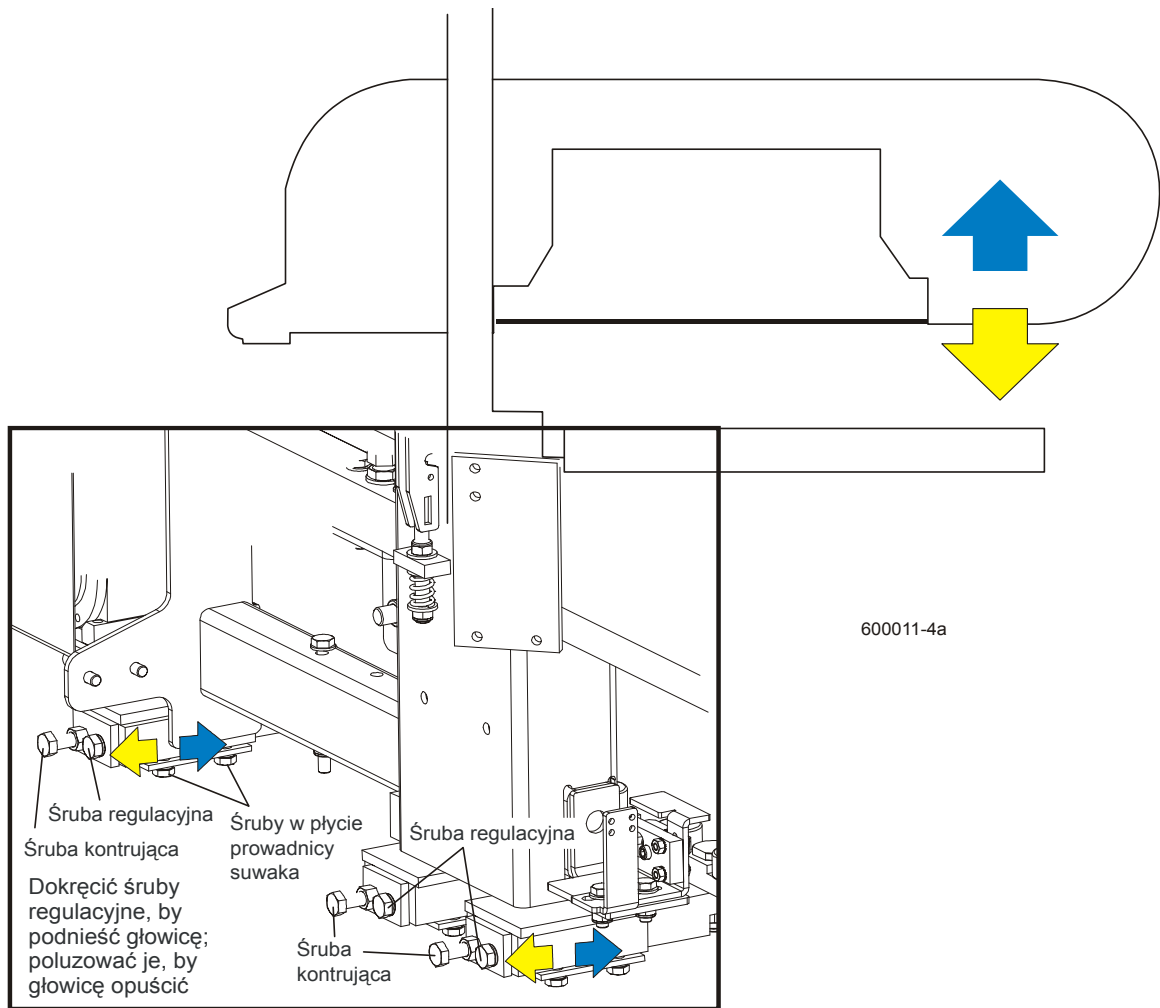 600011-4a
Śruba regulacyjna
Śruba kontrująca
Śruby w płycie
prowadnicy
suwaka
Śruba regulacyjna
Śruba
kontrująca
Dokręcić śruby
regulacyjne, by
podnieść głowicę;
poluzować je, by
głowicę opuścić